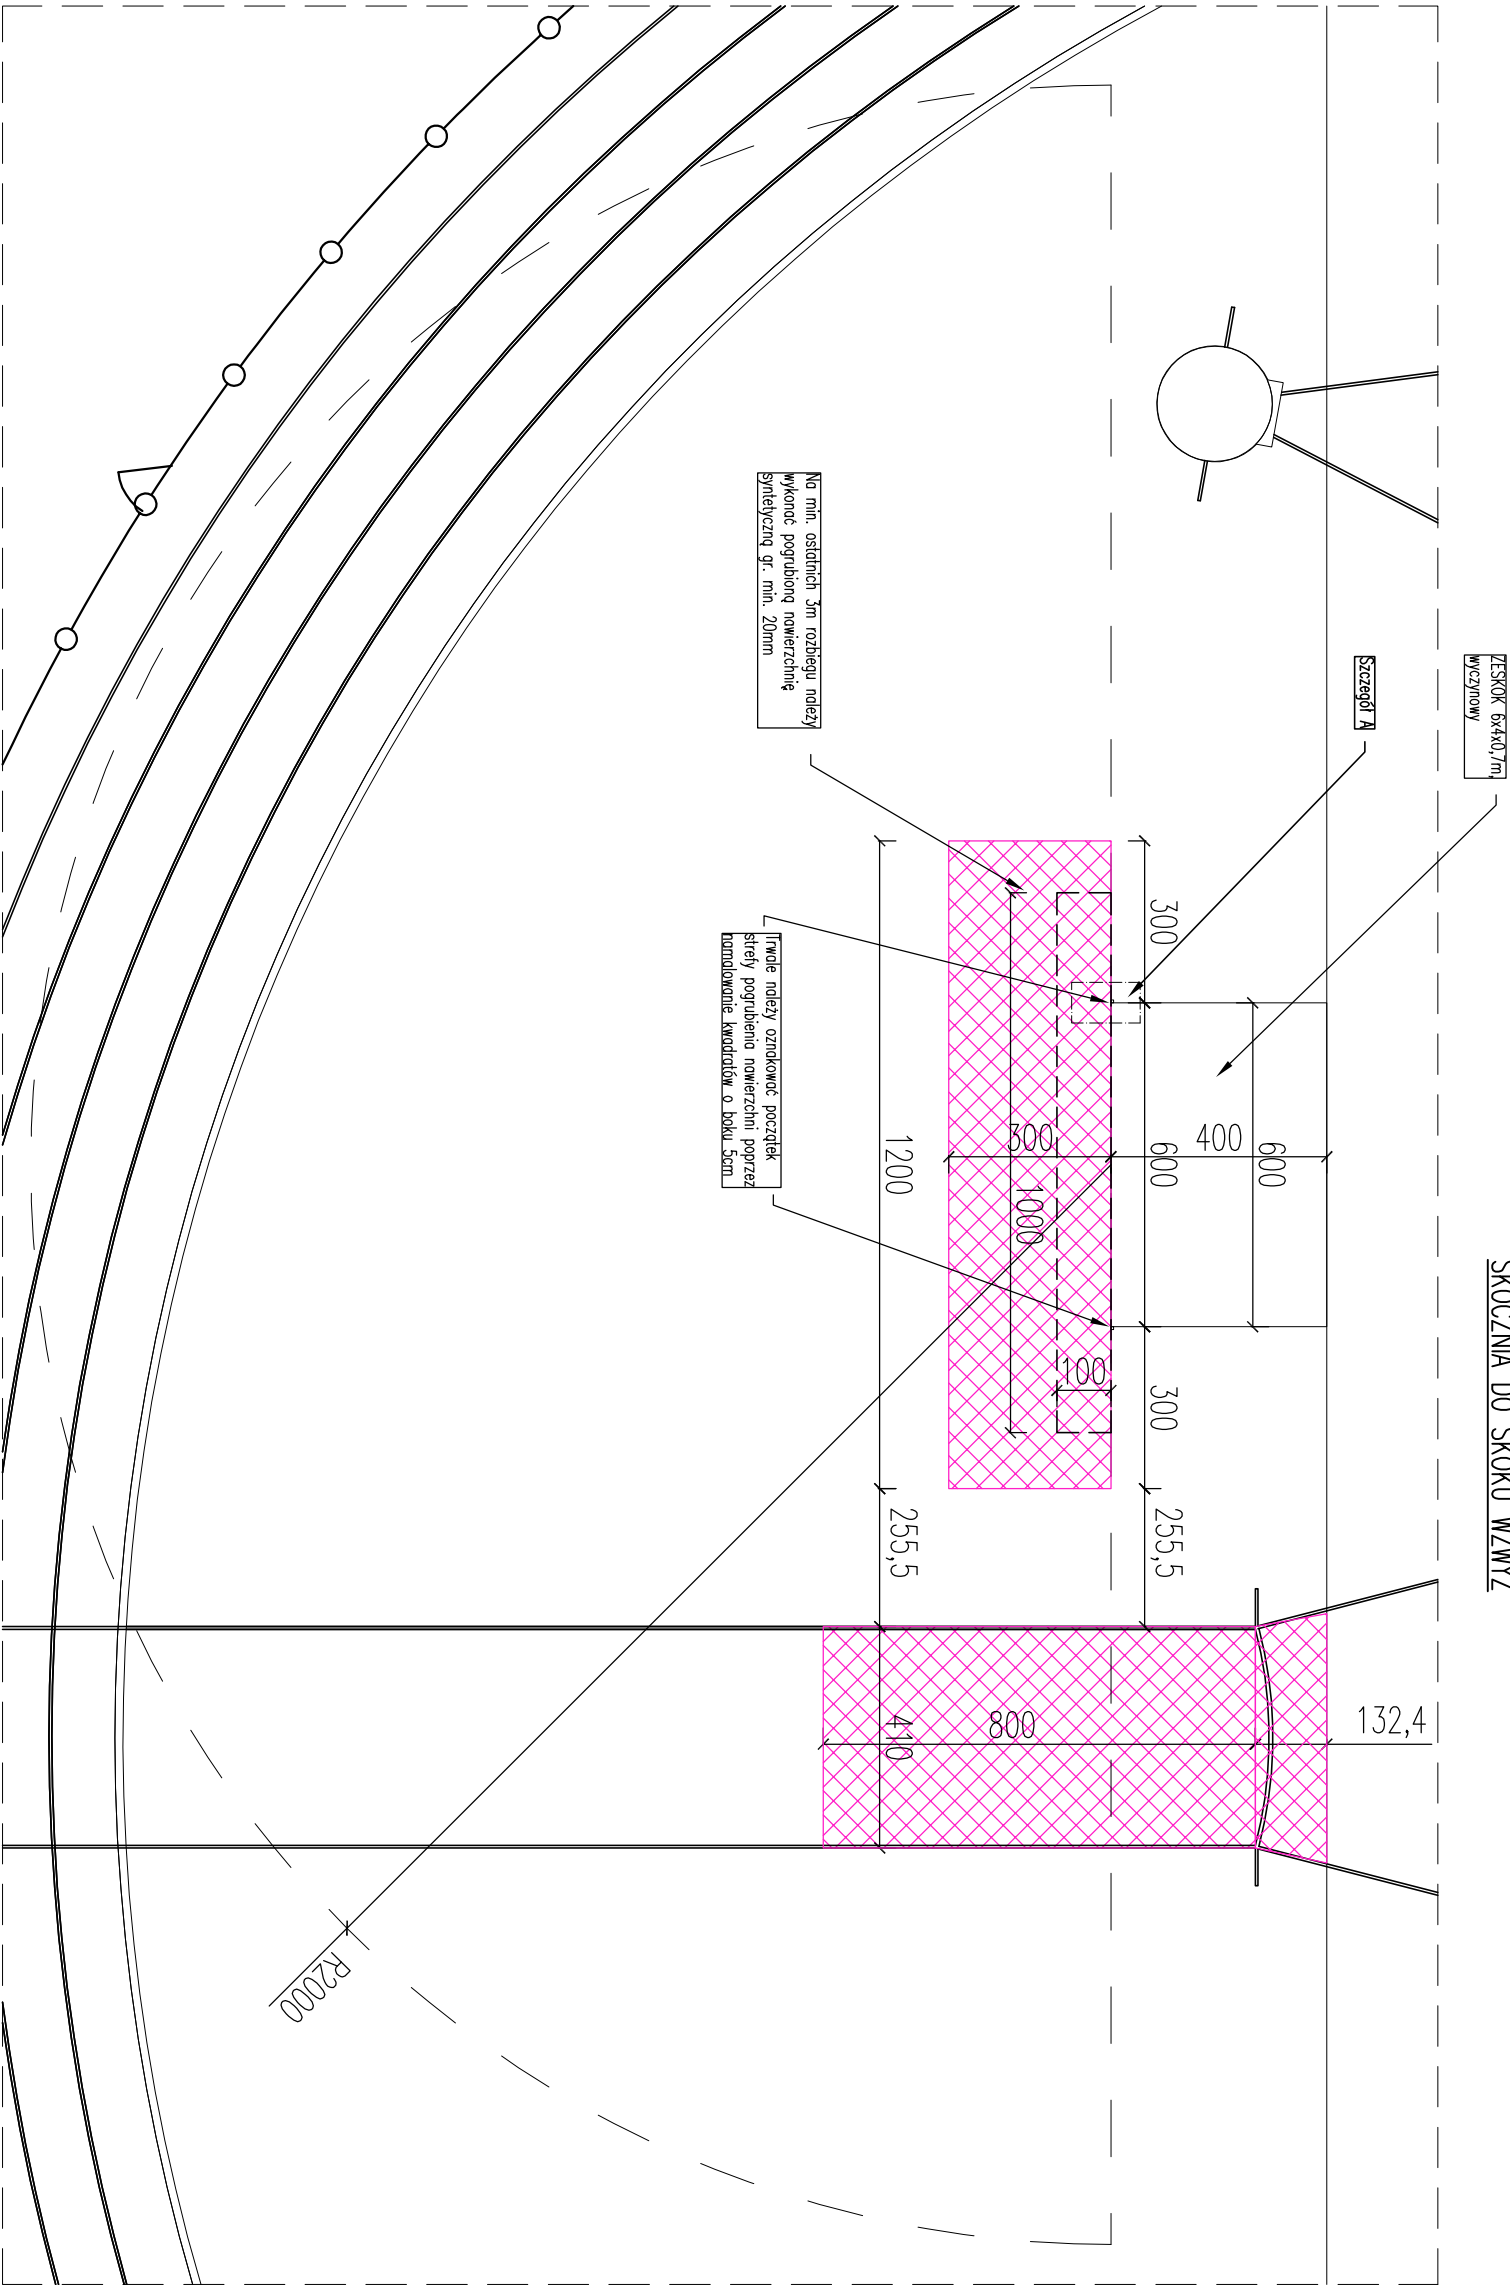 SKOCZNIA DO SKOKU WZWYŻ
ZESKOK 6x4x0,7m,
wyczynowy
Szczegół A
Na min. ostatnich 3m rozbiegu należy
wykonać pogrubioną nawierzchnię
syntetyczną gr. min. 20mm
Trwale należy oznakować początek
strefy pogrubienia nawierzchni poprzez
namalowanie kwadratów o boku 5cm
132,4
600
400
300
600
300
255,5
100
300
1000
800
1200
255,5
410
R2000